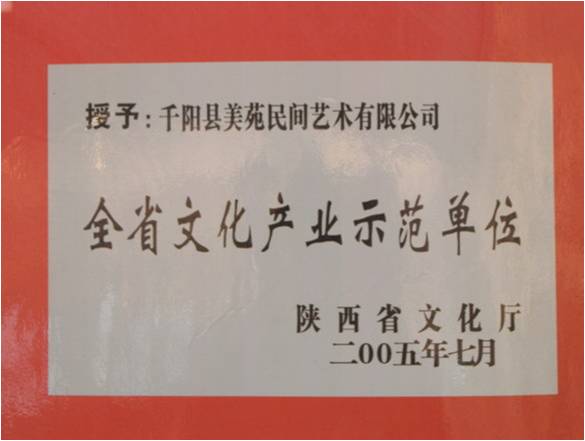 授予:千阳县美苑民间艺术有限公司
全省文化产业示范单位
陕西省文化厅
二00五年七月